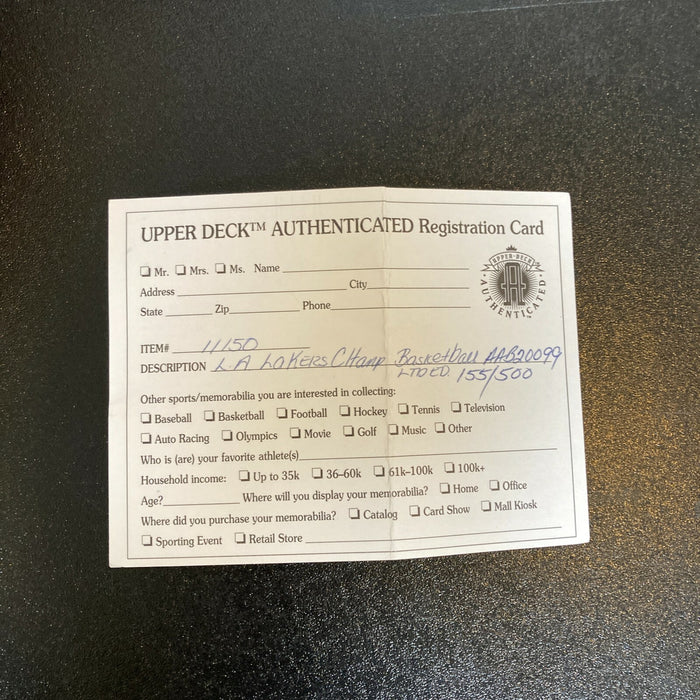 UPPER DECK™ AUTHENTICATED Registration Card
☐ Mr. ☐ Mrs. ☐ Ms. Name
Address City
State Zip Phone
UPPER DECK
A
AUTHENTICATED
ITEM# 11150
DESCRIPTION L.A LAKERS Champ Basketball AAB20099
LTD ED. 155/500
Other sports/memorabilia you are interested in collecting:
☐ Baseball ☐ Basketball ☐ Football ☐ Hockey ☐ Tennis ☐ Television
☐ Auto Racing ☐ Olympics ☐ Movie ☐ Golf ☐ Music ☐ Other
Who is (are) your favorite athlete(s)
Household income: ☐ Up to 35k ☐ 36–60k ☐ 61k–100k ☐ 100k+
Age? Where will you display your memorabilia? ☐ Home ☐ Office
Where did you purchase your memorabilia? ☐ Catalog ☐ Card Show ☐ Mall Kiosk
☐ Sporting Event ☐ Retail Store